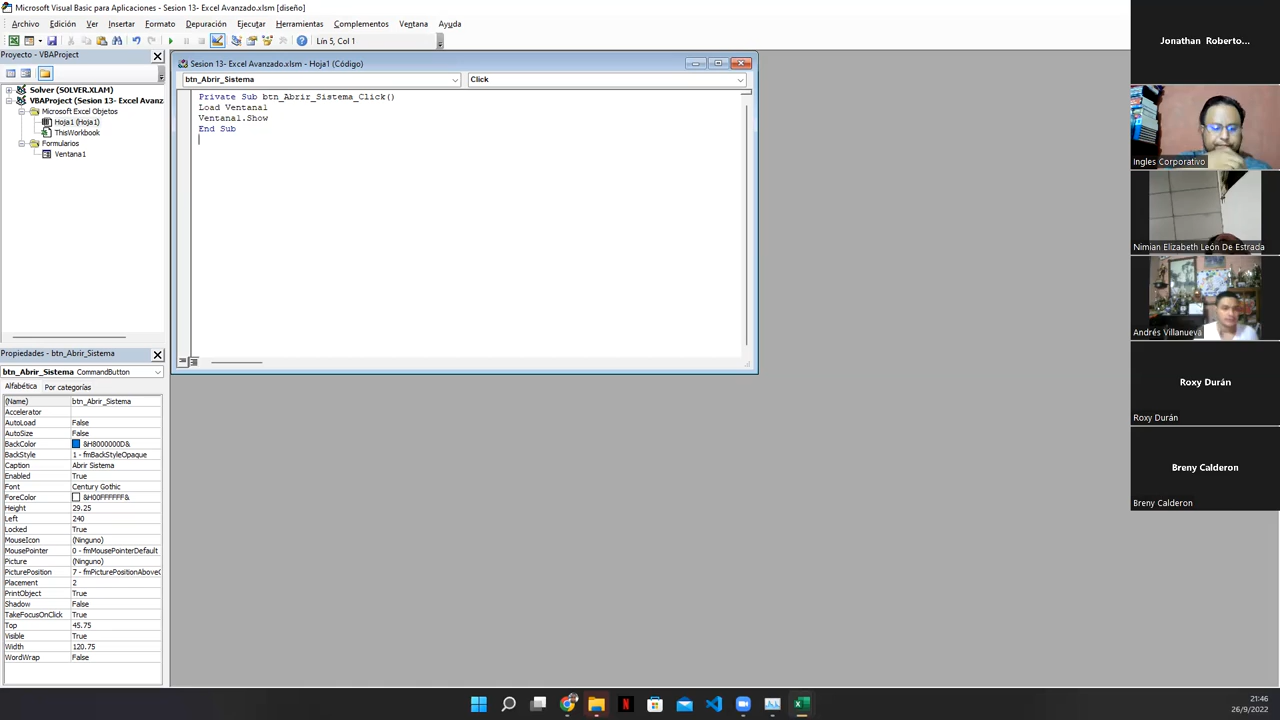 Microsoft Visual Basic para Aplicaciones - Sesion 13- Excel Avanzado.xlsm [diseño]
Archivo Edición Ver Insertar Formato Depuración Ejecutar Herramientas Complementos Ventana Ayuda
Lín 5, Col 1
Proyecto - VBAProject
Solver (SOLVER.XLAM)
VBAProject (Sesion 13- Excel Avanz
Microsoft Excel Objetos
Hoja1 (Hoja1)
ThisWorkbook
Formularios
Ventana1
Sesion 13- Excel Avanzado.xlsm - Hoja1 (Código)
btn_Abrir_Sistema
Click
Private Sub btn_Abrir_Sistema_Click()
Load Ventana1
Ventana1.Show
End Sub
Propiedades - btn_Abrir_Sistema
btn_Abrir_Sistema CommandButton
Alfabética Por categorías
(Name) btn_Abrir_Sistema
Accelerator
AutoLoad False
AutoSize False
BackColor &H8000000D&
BackStyle 1 - fmBackStyleOpaque
Caption Abrir Sistema
Enabled True
Font Century Gothic
ForeColor &H00FFFFFF&
Height 29.25
Left 240
Locked True
MouseIcon (Ninguno)
MousePointer 0 - fmMousePointerDefault
Picture (Ninguno)
PicturePosition 7 - fmPicturePositionAboveC
Placement 2
PrintObject True
Shadow False
TakeFocusOnClick True
Top 45.75
Visible True
Width 120.75
WordWrap False
Jonathan Roberto...
Ingles Corporativo
Nimian Elizabeth León De Estrada
Andrés Villanueva
Roxy Durán
Roxy Durán
Breny Calderon
Breny Calderon
21:46
26/9/2022